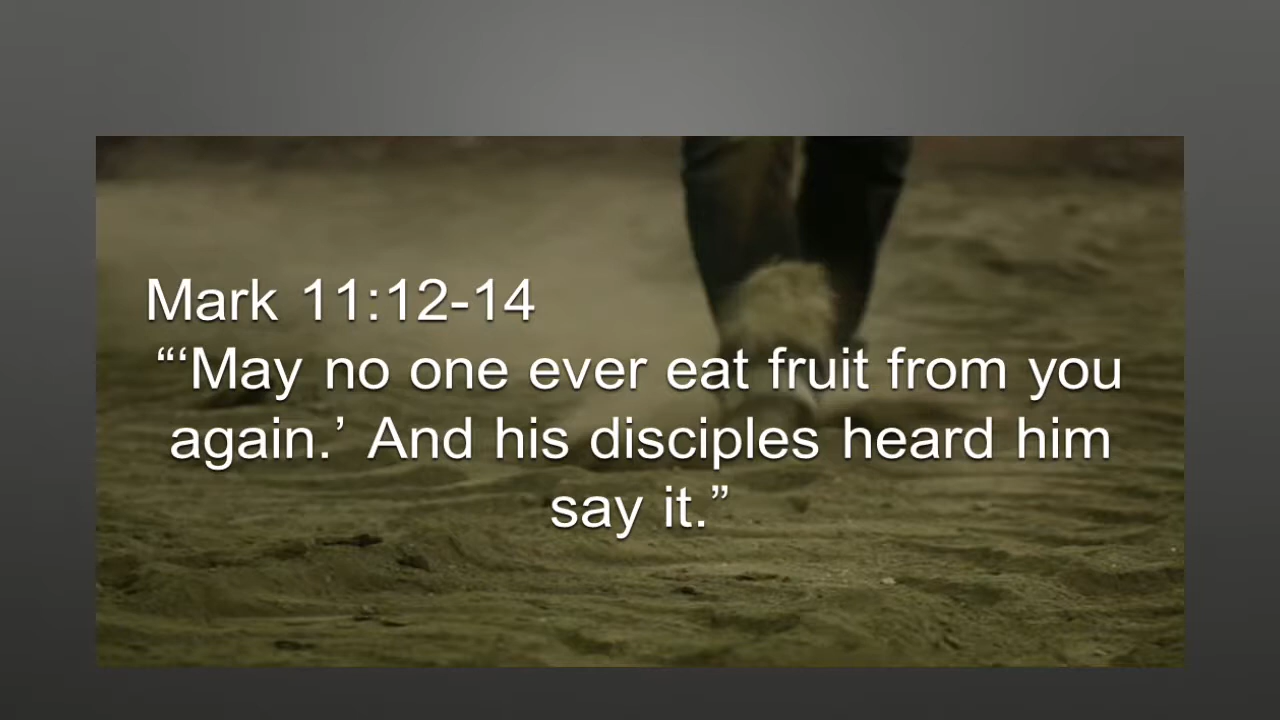 Mark 11:12-14
“‘May no one ever eat fruit from you
again.’ And his disciples heard him
say it.”